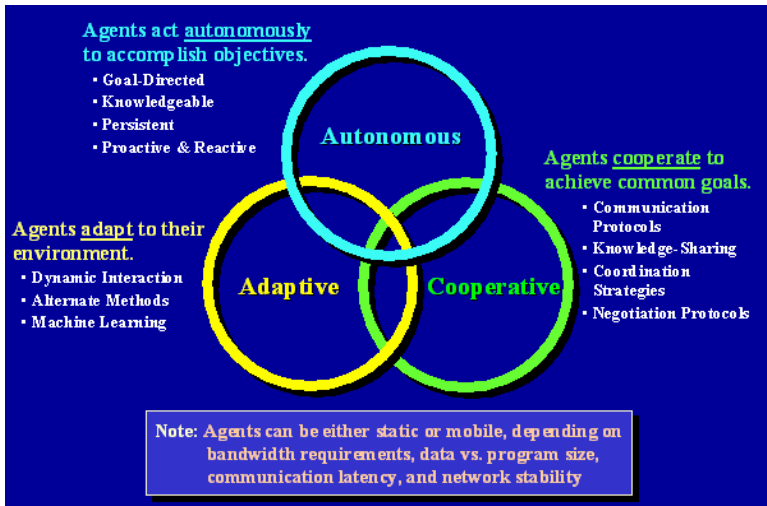 Agents act autonomously
to accomplish objectives.
▪ Goal-Directed
▪ Knowledgeable
▪ Persistent
▪ Proactive & Reactive
Autonomous
Agents cooperate to
achieve common goals.
▪ Communication
Protocols
▪ Knowledge-Sharing
▪ Coordination
Strategies
▪ Negotiation Protocols
Agents adapt to their
environment.
▪ Dynamic Interaction
▪ Alternate Methods
▪ Machine Learning
Adaptive
Cooperative
Note: Agents can be either static or mobile, depending on
bandwidth requirements, data vs. program size,
communication latency, and network stability